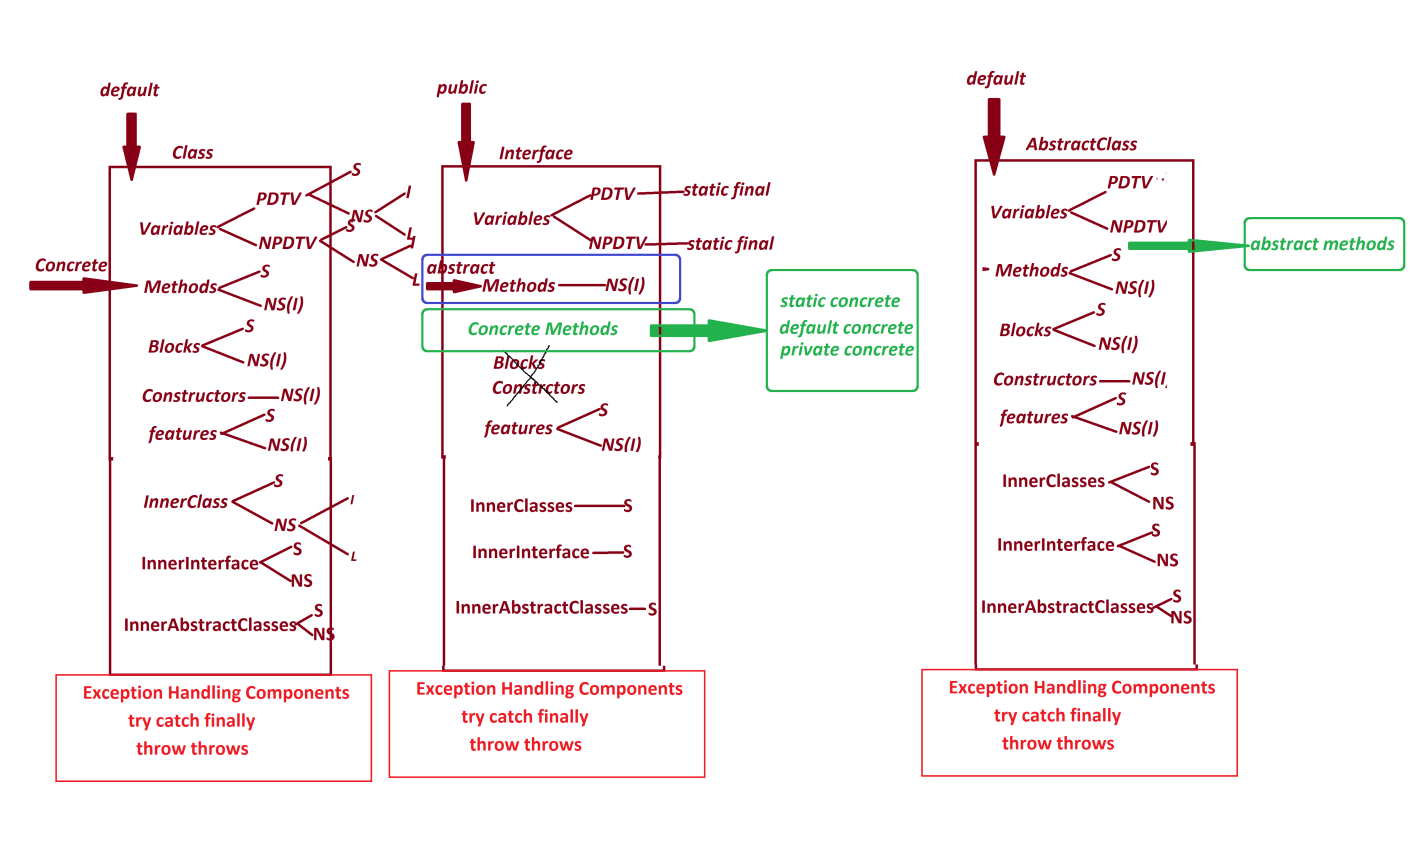 default
Class
Concrete
Variables
PDTV
S
NS
I
L
NPDTV
S
NS
I
L
Methods
S
NS(I)
Blocks
S
NS(I)
Constructors
NS(I)
features
S
NS(I)
InnerClass
S
NS
I
L
InnerInterface
S
NS
InnerAbstractClasses
S
NS
Exception Handling Components
try catch finally
throw throws
public
Interface
Variables
PDTV
static final
NPDTV
static final
abstract
Methods
NS(I)
Concrete Methods
static concrete
default concrete
private concrete
Blocks
Constrctors
features
S
NS(I)
InnerClasses
S
InnerInterface
S
InnerAbstractClasses
S
Exception Handling Components
try catch finally
throw throws
default
AbstractClass
Variables
PDTV
NPDTV
abstract methods
Methods
S
NS(I)
Blocks
S
NS(I)
Constructors
NS(I
features
S
NS(I)
InnerClasses
S
NS
InnerInterface
S
NS
InnerAbstractClasses
S
NS
Exception Handling Components
try catch finally
throw throws